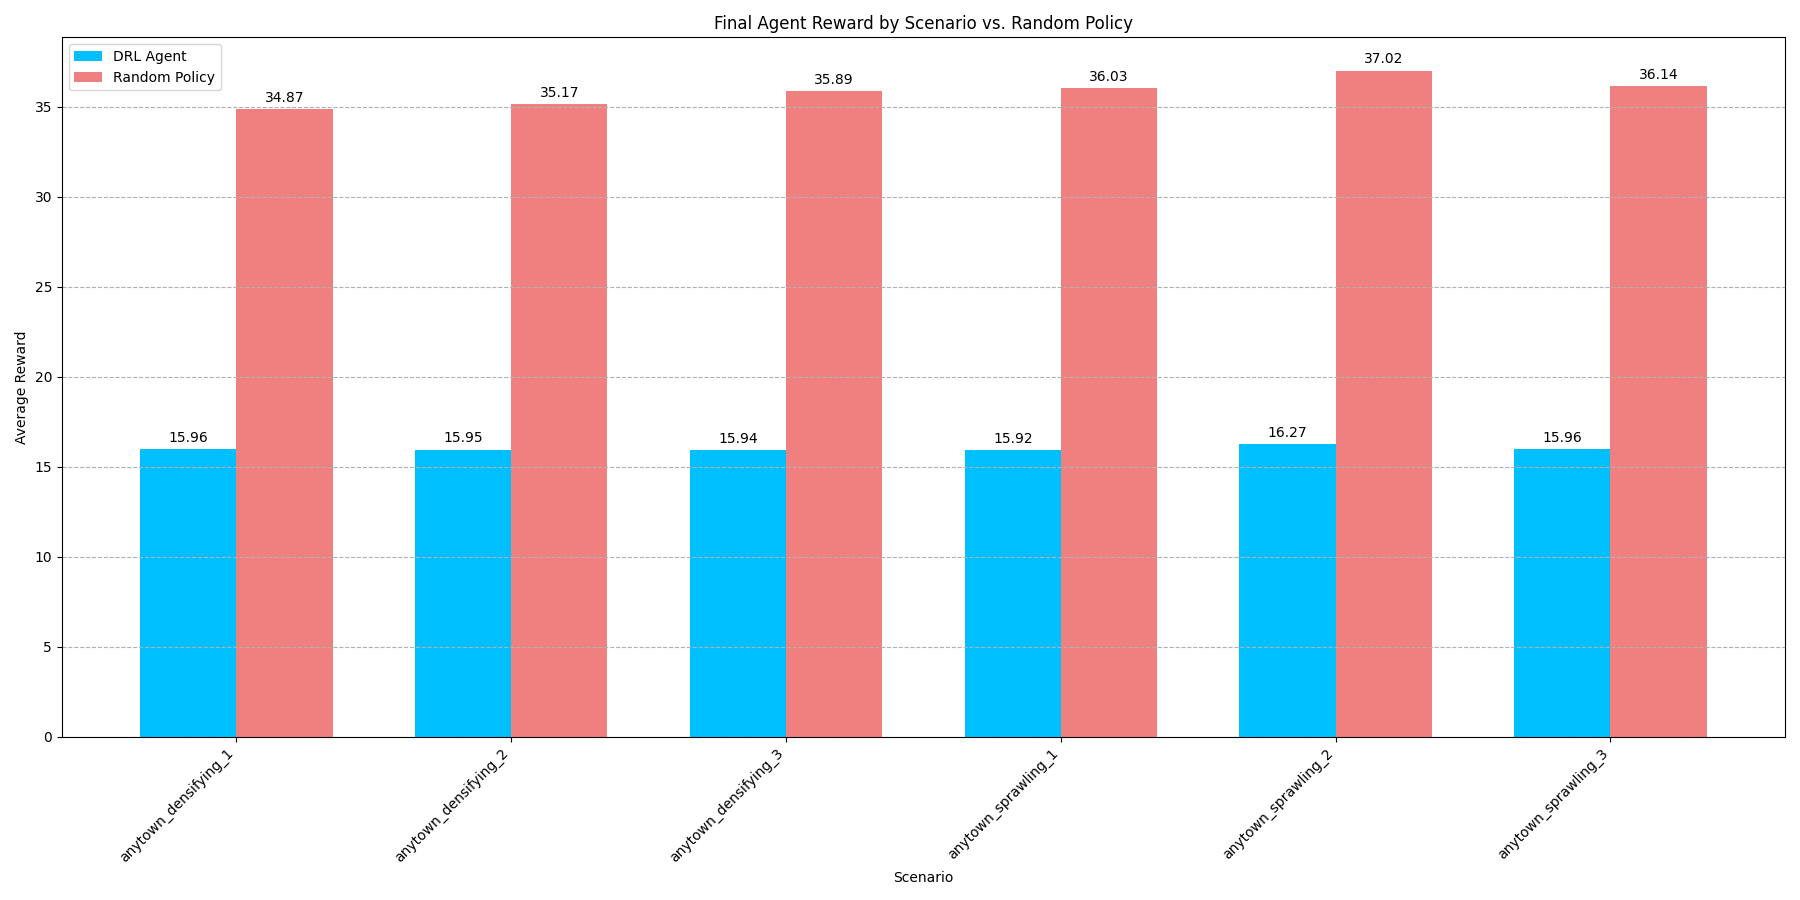 Final Agent Reward by Scenario vs. Random Policy
DRL Agent
Random Policy
Average Reward
35
30
25
20
15
10
5
0
15.96
34.87
15.95
35.17
15.94
35.89
15.92
36.03
16.27
37.02
15.96
36.14
anytown_densifying_1
anytown_densifying_2
anytown_densifying_3
anytown_sprawling_1
anytown_sprawling_2
anytown_sprawling_3
Scenario